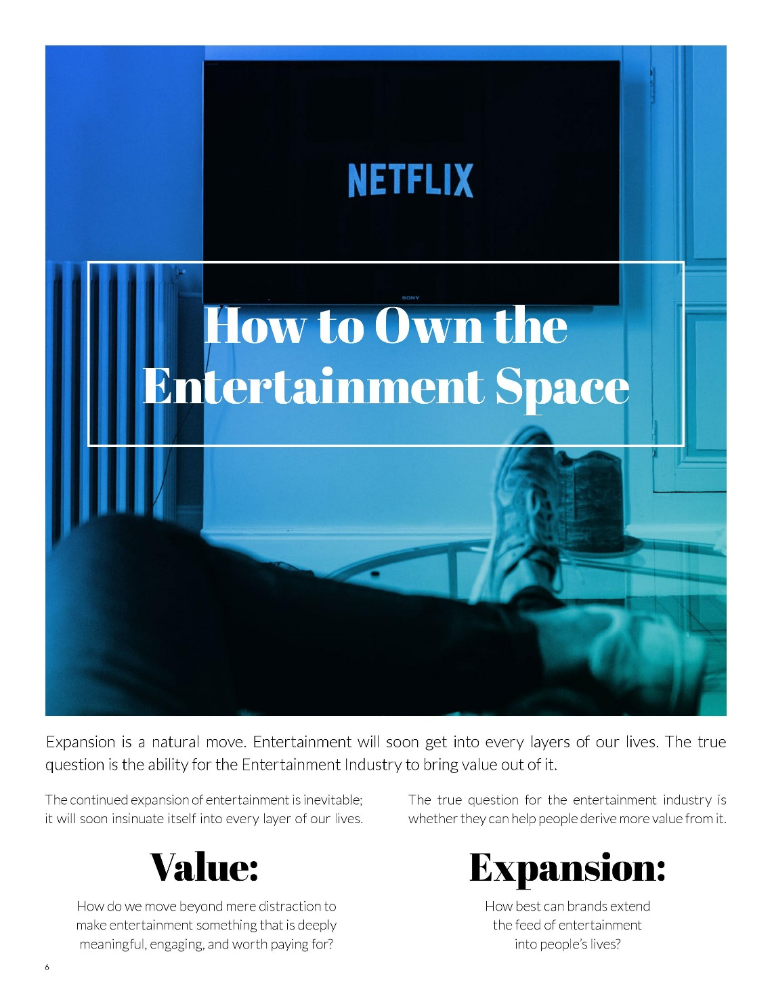 NETFLIX
SONY
How to Own the
Entertainment Space
Expansion is a natural move. Entertainment will soon get into every layers of our lives. The true
question is the ability for the Entertainment Industry to bring value out of it.
The continued expansion of entertainment is inevitable;
it will soon insinuate itself into every layer of our lives.
The true question for the entertainment industry is
whether they can help people derive more value from it.
Value:
How do we move beyond mere distraction to
make entertainment something that is deeply
meaningful, engaging, and worth paying for?
Expansion:
How best can brands extend
the feed of entertainment
into people's lives?
6